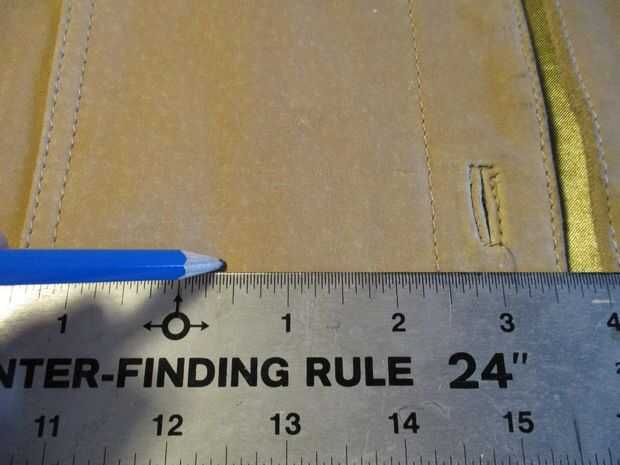 1 1 2 3 4
NTER-FINDING RULE 24"
11 12 13 14 15